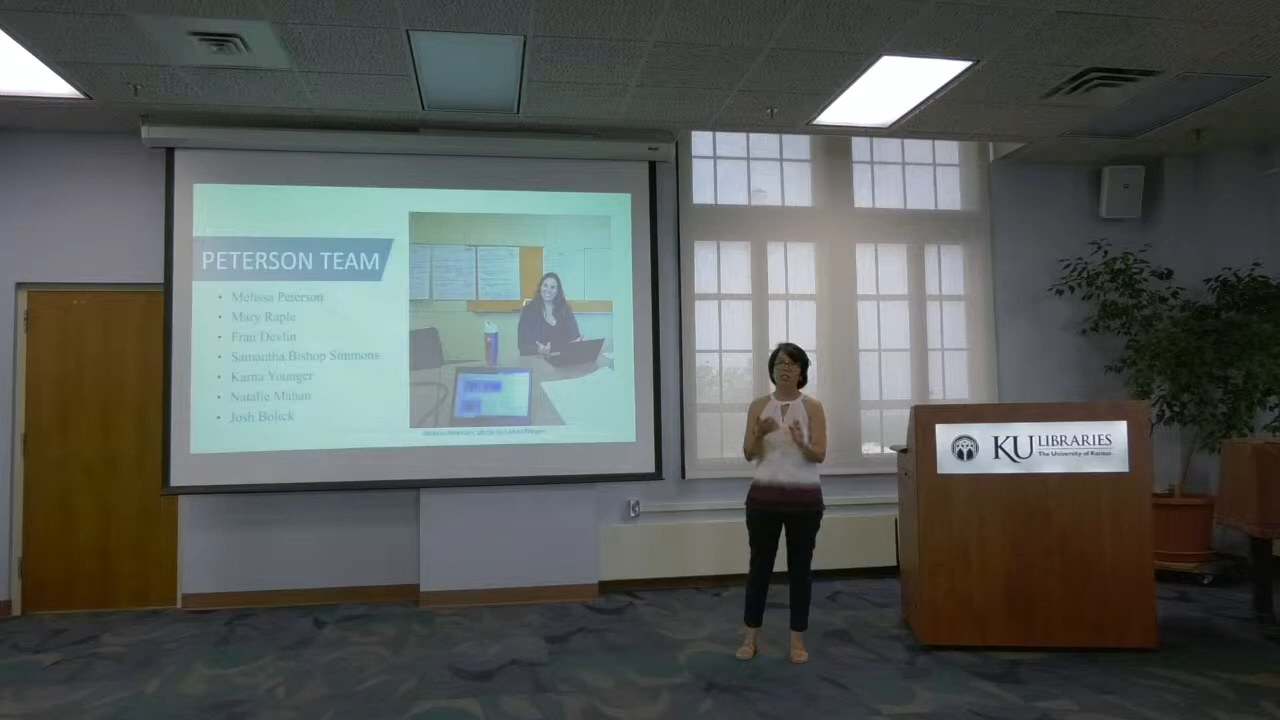 PETERSON TEAM
• Melissa Peterson
• Mary Raple
• Fran Devlin
• Samantha Bishop Simmons
• Karna Younger
• Natalie Mahan
• Josh Bolick
KU LIBRARIES
The University of Kansas